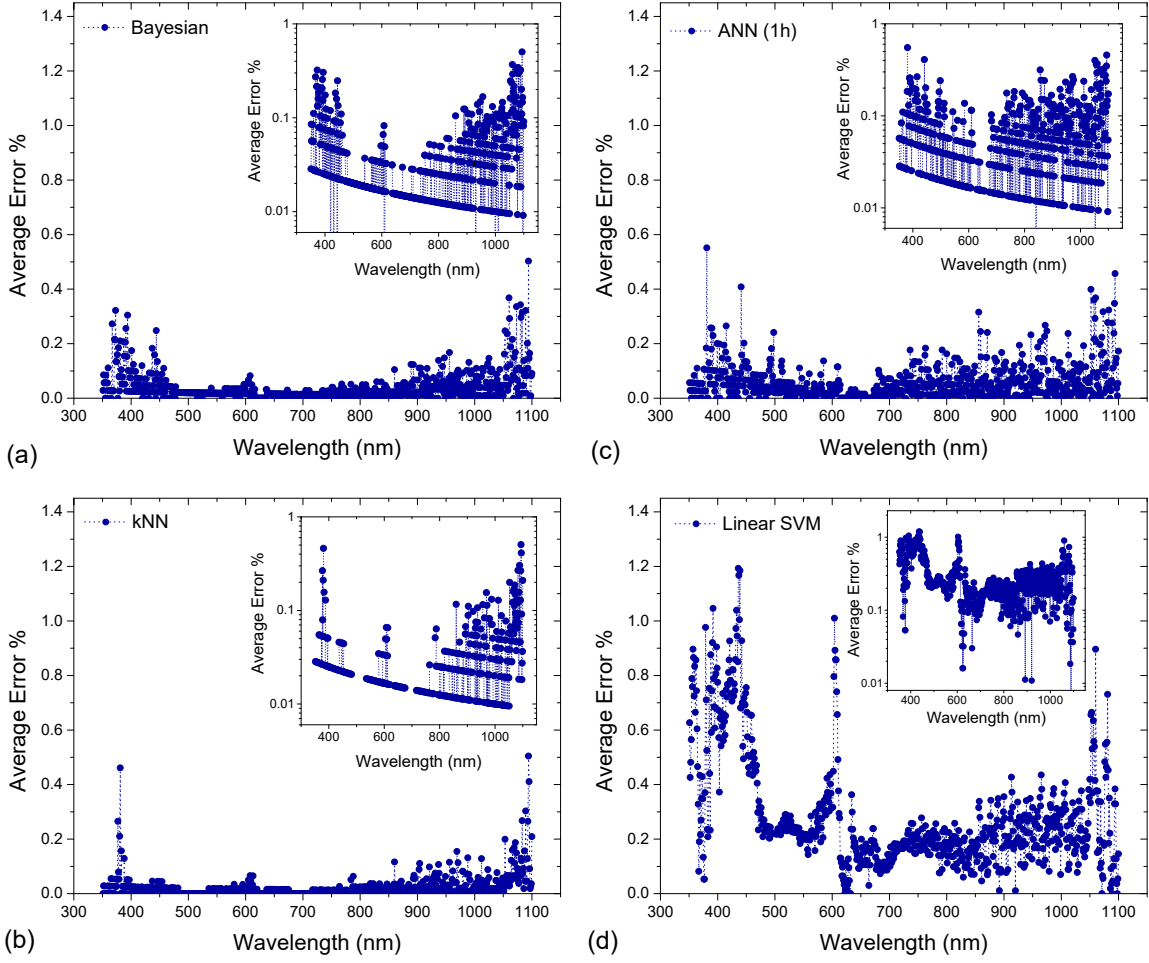 Bayesian
Average Error %
1.4
1.2
1.0
0.8
0.6
0.4
0.2
0.0
300 400 500 600 700 800 900 1000 1100
Wavelength (nm)
Average Error %
1
0.1
0.01
400 600 800 1000
Wavelength (nm)
(a)
ANN (1h)
Average Error %
1.4
1.2
1.0
0.8
0.6
0.4
0.2
0.0
300 400 500 600 700 800 900 1000 1100
Wavelength (nm)
Average Error %
1
0.1
0.01
400 600 800 1000
Wavelength (nm)
(c)
kNN
Average Error %
1.4
1.2
1.0
0.8
0.6
0.4
0.2
0.0
300 400 500 600 700 800 900 1000 1100
Wavelength (nm)
Average Error %
1
0.1
0.01
400 600 800 1000
Wavelength (nm)
(b)
Linear SVM
Average Error %
1.4
1.2
1.0
0.8
0.6
0.4
0.2
0.0
300 400 500 600 700 800 900 1000 1100
Wavelength (nm)
Average Error %
1
0.1
0.01
400 600 800 1000
Wavelength (nm)
(d)